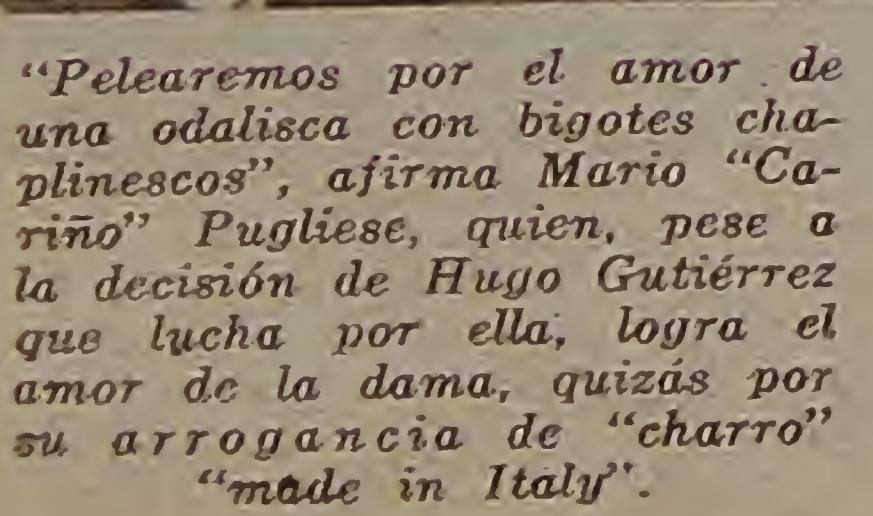 “Pelearemos por el amor de
una odalisca con bigotes cha-
plinescos”, afirma Mario “Ca-
riño” Pugliese, quien, pese a
la decisión de Hugo Gutiérrez
que lucha por ella, logra el
amor de la dama, quizás por
su arrogancia de “charro”
“made in Italy”.